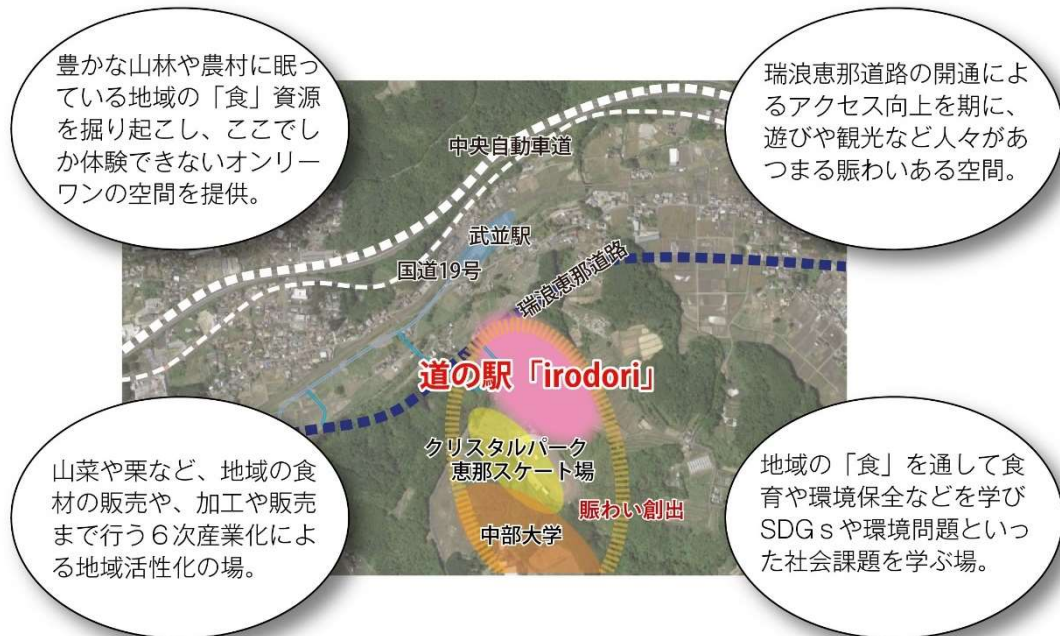 豊かな山林や農村に眠っ
ている地域の「食」資源
を掘り起こし、ここでし
か体験できないオンリー
ワンの空間を提供。
瑞浪恵那道路の開通によ
るアクセス向上を期に、
遊びや観光など人々があ
つまる賑わいある空間。
中央自動車道
武並駅
国道19号
瑞浪恵那道路
道の駅「irodori」
クリスタルパーク
恵那スケート場
賑わい創出
中部大学
山菜や栗など、地域の食
材の販売や、加工や販売
まで行う６次産業化によ
る地域活性化の場。
地域の「食」を通して食
育や環境保全などを学び
SDGｓや環境問題といっ
た社会課題を学ぶ場。